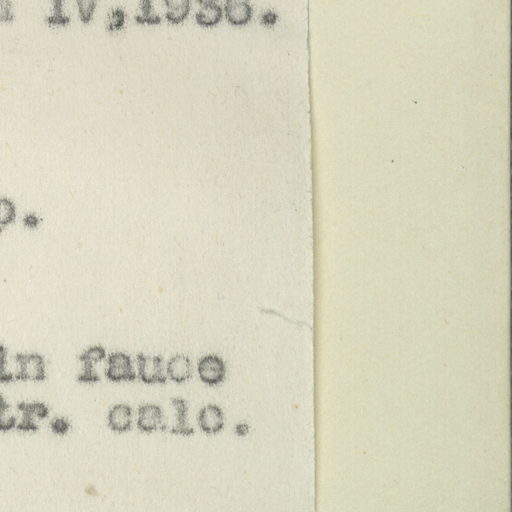 IV,1936.
p.
in fauce
tr. calc.